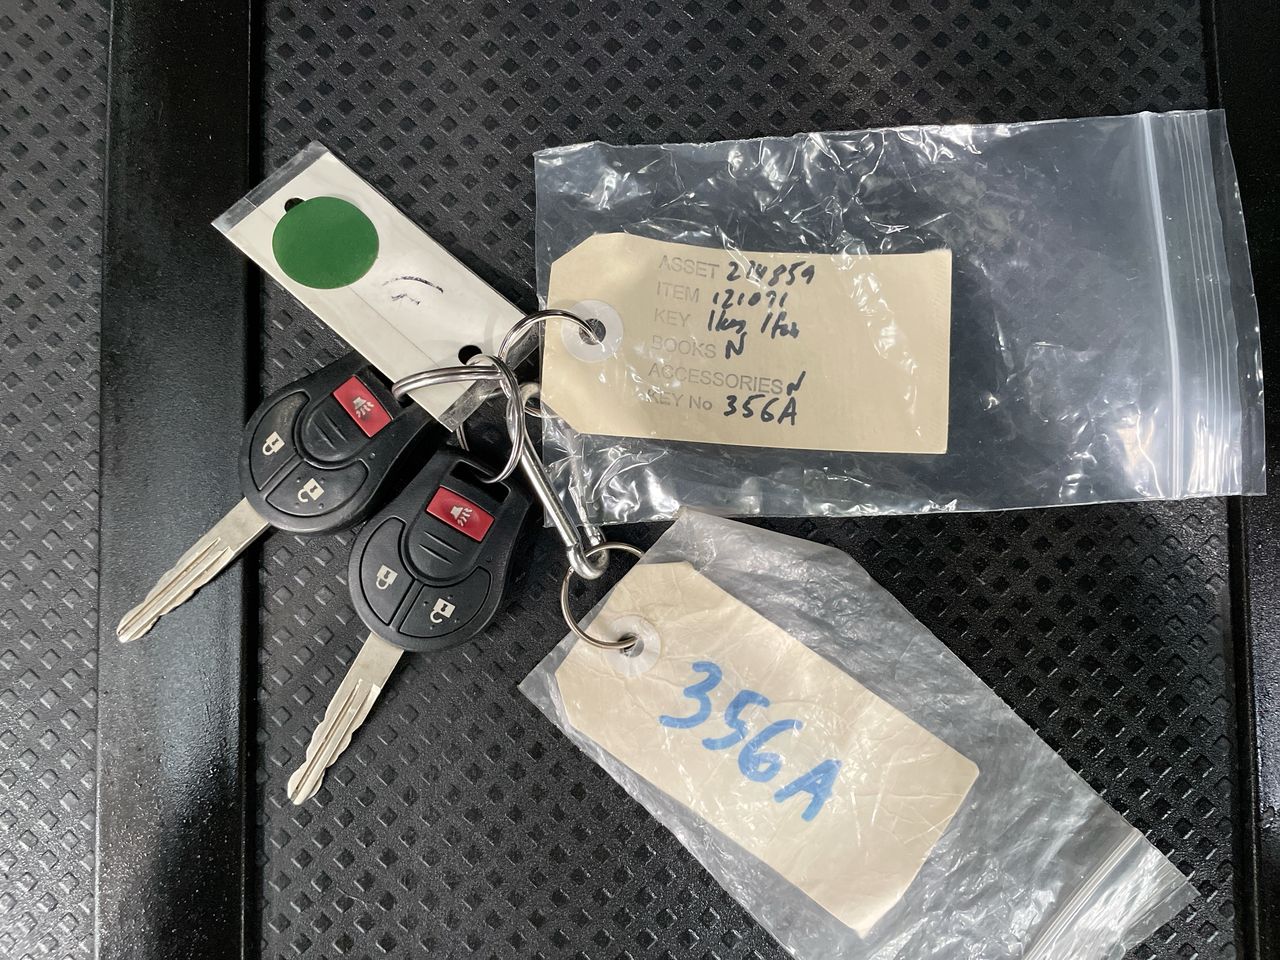 ASSET 214859
ITEM 121071
KEY 1key 1fob
BOOKS N
ACCESSORIES N
KEY No 356A
356A